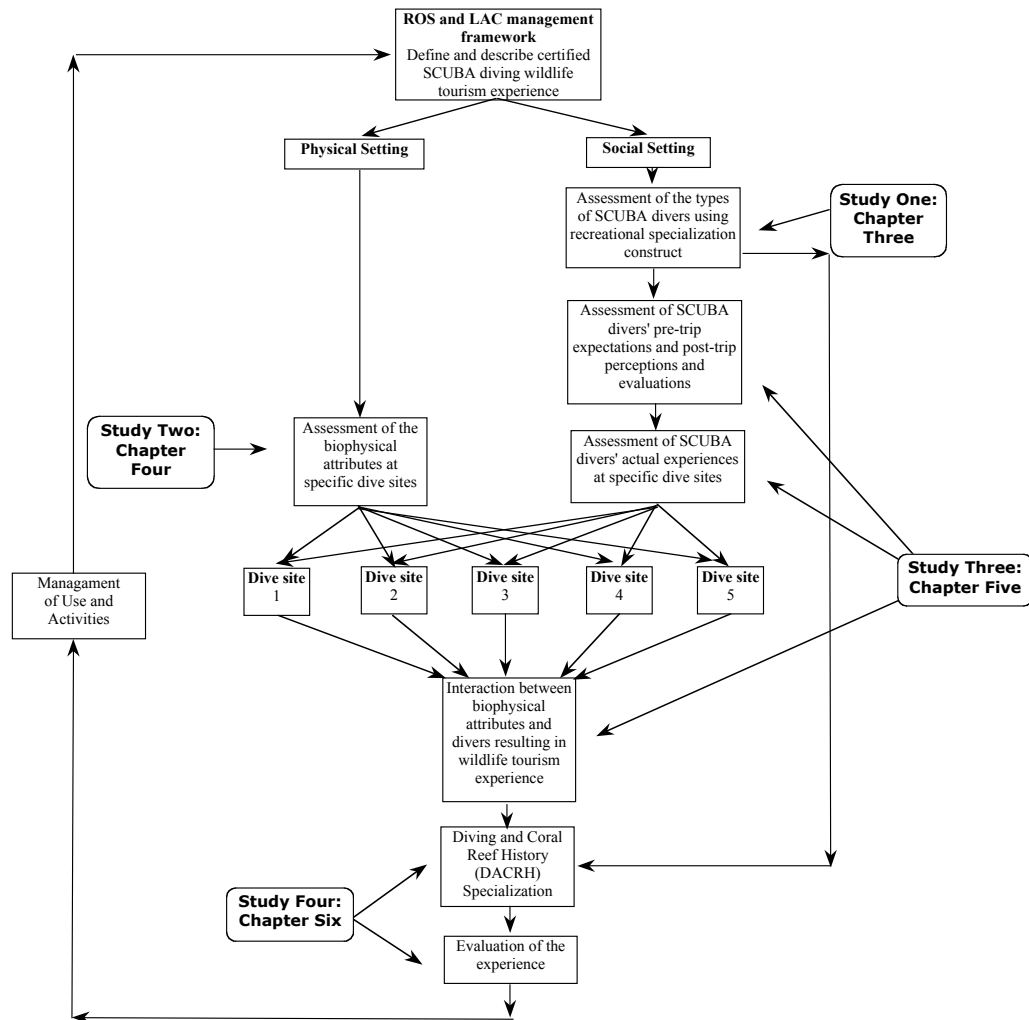 ROS and LAC management
framework
Define and describe certified
SCUBA diving wildlife
tourism experience
Physical Setting
Social Setting
Assessment of the types
of SCUBA divers using
recreational specialization
construct
Study One:
Chapter
Three
Assessment of SCUBA
divers' pre-trip
expectations and post-trip
perceptions and
evaluations
Study Two:
Chapter
Four
Assessment of the
biophysical
attributes at
specific dive sites
Assessment of SCUBA
divers' actual experiences
at specific dive sites
Managament
of Use and
Activities
Dive site
1
Dive site
2
Dive site
3
Dive site
4
Dive site
5
Study Three:
Chapter Five
Interaction between
biophysical
attributes and
divers resulting in
wildlife tourism
experience
Diving and Coral
Reef History
(DACRH)
Specialization
Study Four:
Chapter Six
Evaluation of the
experience